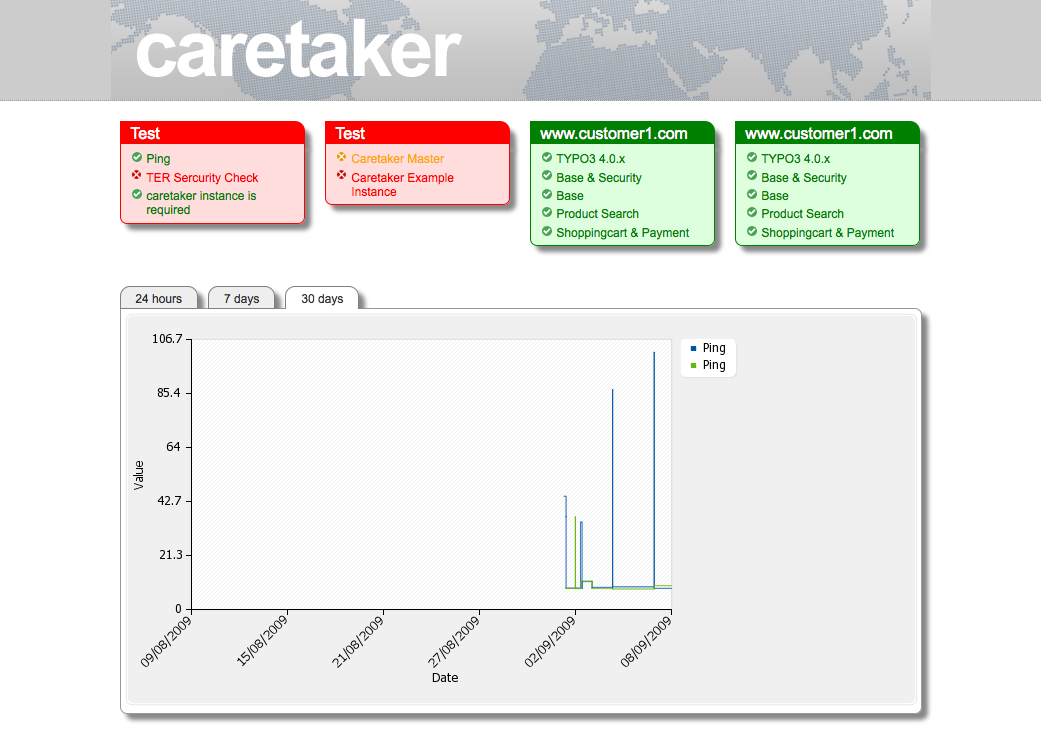 caretaker
Test
Ping
TER Sercurity Check
caretaker instance is
required
Test
Caretaker Master
Caretaker Example
Instance
www.customer1.com
TYPO3 4.0.x
Base & Security
Base
Product Search
Shoppingcart & Payment
www.customer1.com
TYPO3 4.0.x
Base & Security
Base
Product Search
Shoppingcart & Payment
24 hours
7 days
30 days
106.7
85.4
64
42.7
21.3
0
Value
09/08/2009
15/08/2009
21/08/2009
27/08/2009
02/09/2009
08/09/2009
Date
Ping
Ping